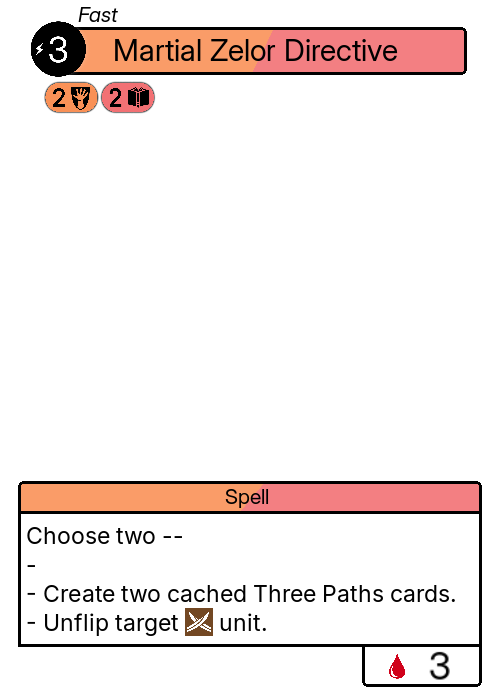 Fast
3 Martial Zelor Directive
2 2
Spell
Choose two --
-
- Create two cached Three Paths cards.
- Unflip target unit.
3